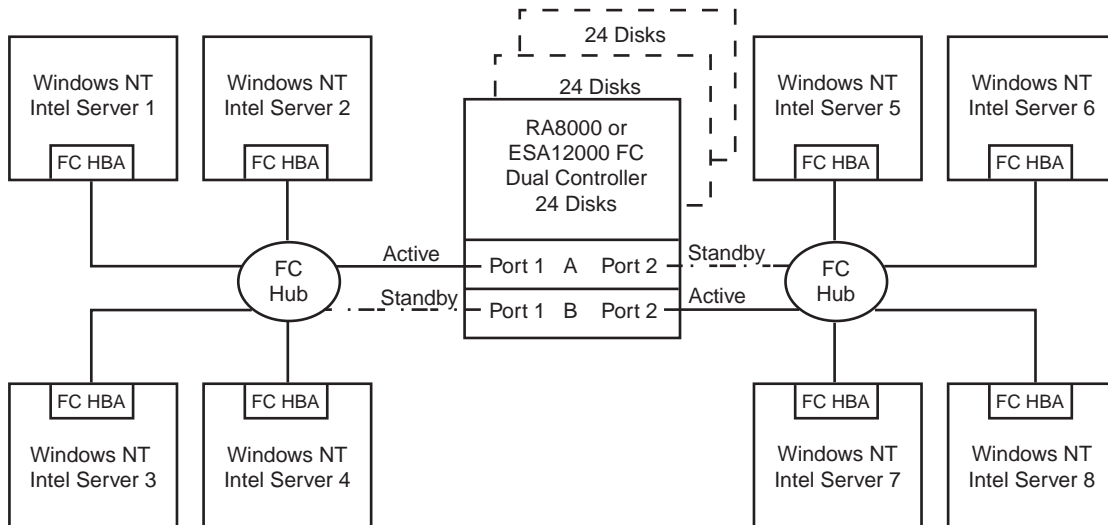 24 Disks
24 Disks
Windows NT
Intel Server 1
FC HBA
Windows NT
Intel Server 2
FC HBA
RA8000 or
ESA12000 FC
Dual Controller
24 Disks
Windows NT
Intel Server 5
FC HBA
Windows NT
Intel Server 6
FC HBA
FC
Hub
Active
Port 1 A Port 2
Standby
Standby
Port 1 B Port 2
Active
FC
Hub
FC HBA
Windows NT
Intel Server 3
FC HBA
Windows NT
Intel Server 4
FC HBA
Windows NT
Intel Server 7
FC HBA
Windows NT
Intel Server 8